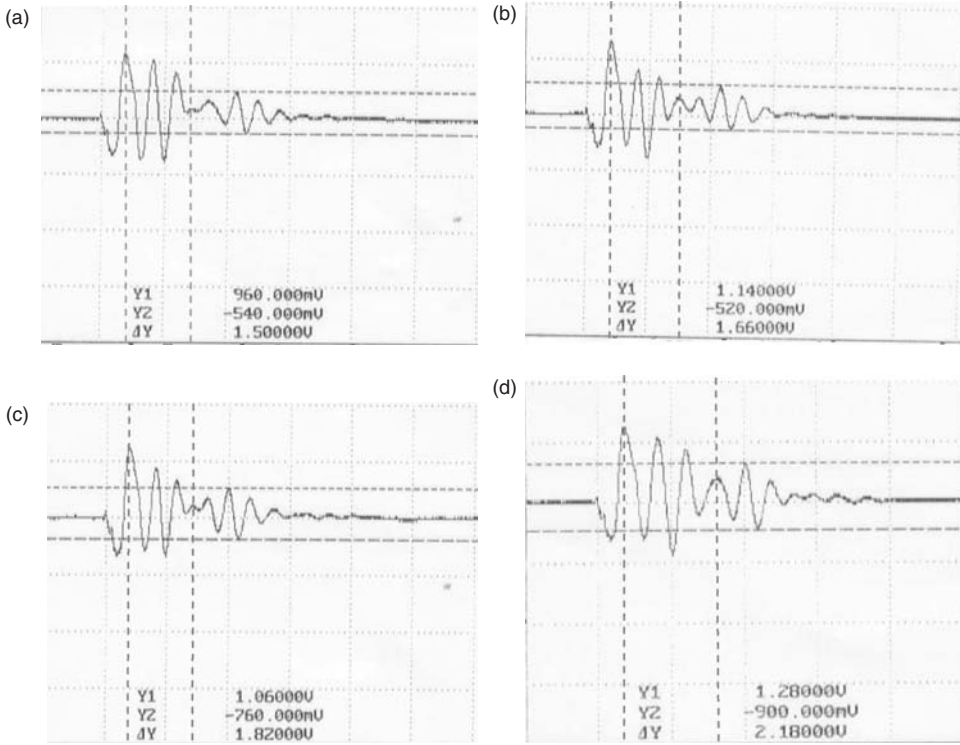 (a)
Y1 960.000mV
Y2 -540.000mV
ΔY 1.50000V
(b)
Y1 1.14000V
Y2 -520.000mV
ΔY 1.66000V
(c)
Y1 1.06000V
Y2 -760.000mV
ΔY 1.82000V
(d)
Y1 1.28000V
Y2 -900.000mV
ΔY 2.18000V